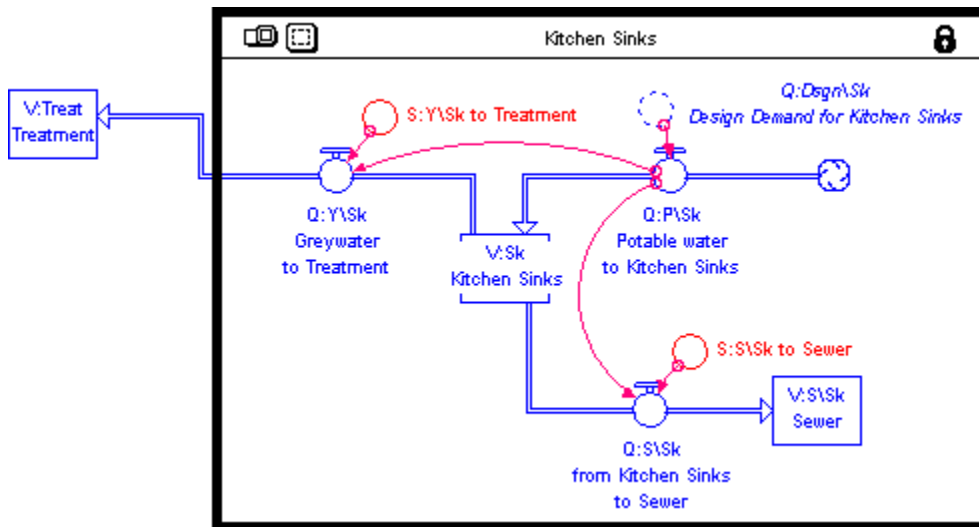 Kitchen Sinks
V:Treat
Treatment
S:Y\Sk to Treatment
Q:Dsgn\Sk
Design Demand for Kitchen Sinks
Q:Y\Sk
Greywater
to Treatment
V:Sk
Kitchen Sinks
Q:P\Sk
Potable water
to Kitchen Sinks
S:S\Sk to Sewer
V:S\Sk
Sewer
Q:S\Sk
from Kitchen Sinks
to Sewer